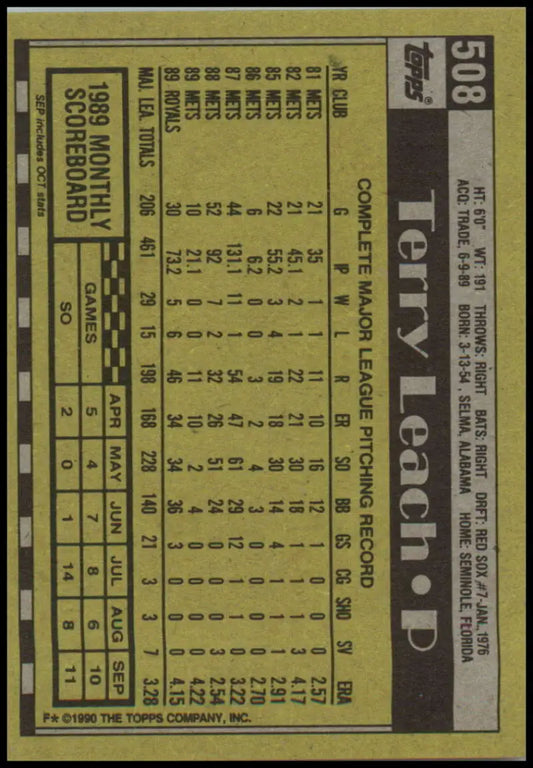 508
topps®
HT: 6'0" WT: 191 THROWS: RIGHT BATS: RIGHT DRFT: RED SOX #7-JAN., 1976
ACQ: TRADE, 6-9-89 BORN: 3-13-54, SELMA, ALABAMA HOME: SEMINOLE, FLORIDA
Terry Leach • P
COMPLETE MAJOR LEAGUE PITCHING RECORD
YR CLUB G IP W L R ER SO BB GS CG SHO SV ERA
81 METS 21 35 1 1 11 10 16 12 1 0 0 0 2.57
82 METS 21 45.1 2 1 22 21 30 18 1 1 1 3 4.17
85 METS 22 55.2 3 4 19 18 30 14 4 1 1 1 2.91
86 METS 6 6.2 0 0 3 2 4 3 0 0 0 0 2.70
87 METS 44 131.1 11 1 54 47 61 29 12 1 1 0 3.22
88 METS 52 92 7 2 32 26 51 24 0 0 0 3 2.54
89 METS 10 21.1 0 0 11 10 2 4 0 0 0 0 4.22
89 ROYALS 30 73.2 5 6 46 34 34 36 3 0 0 0 4.15
MAJ. LEA. TOTALS 206 461 29 15 198 168 228 140 21 3 3 7 3.28
1989 MONTHLY
SCOREBOARD
APR MAY JUN JUL AUG SEP
GAMES 5 4 7 8 6 10
SO 2 0 1 14 8 11
SEP includes OCT stats
F* ©1990 THE TOPPS COMPANY, INC.